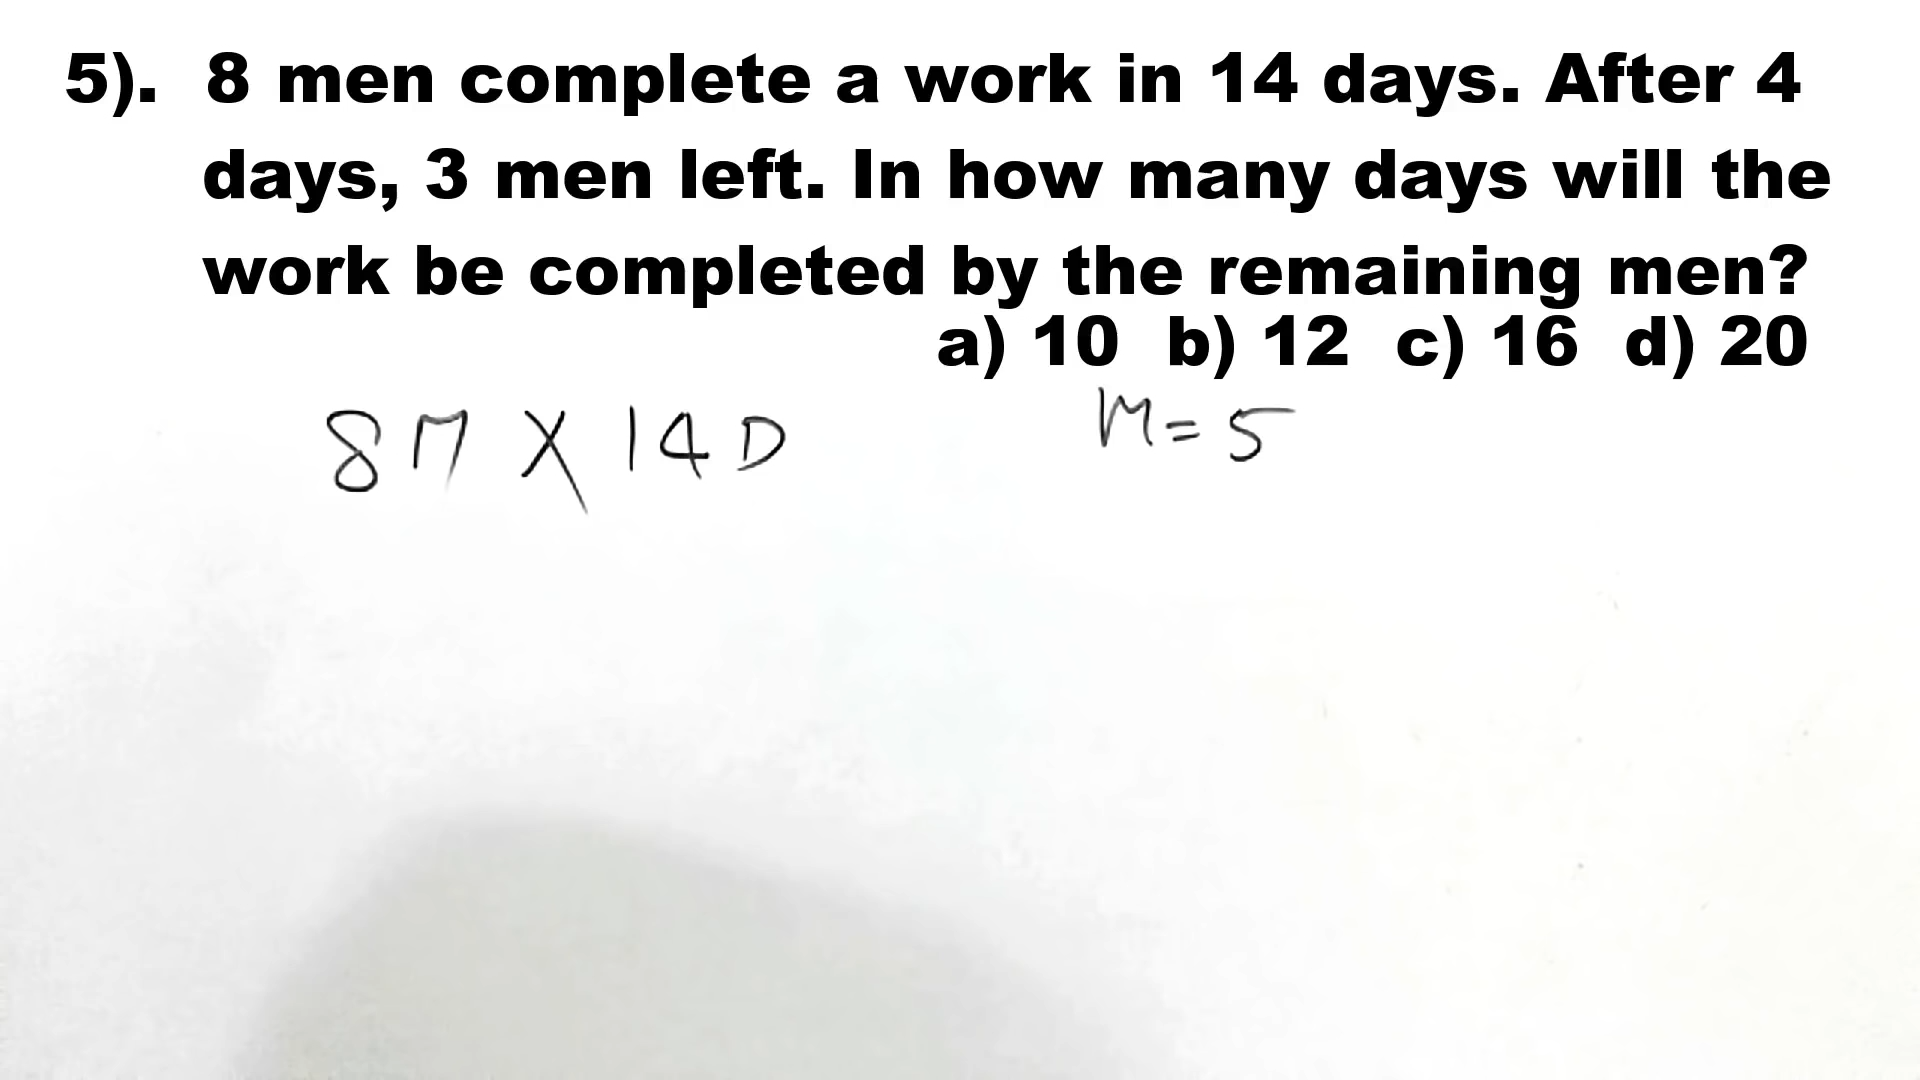 5). 8 men complete a work in 14 days. After 4
days, 3 men left. In how many days will the
work be completed by the remaining men?
a) 10 b) 12 c) 16 d) 20
8M X 14D M = 5